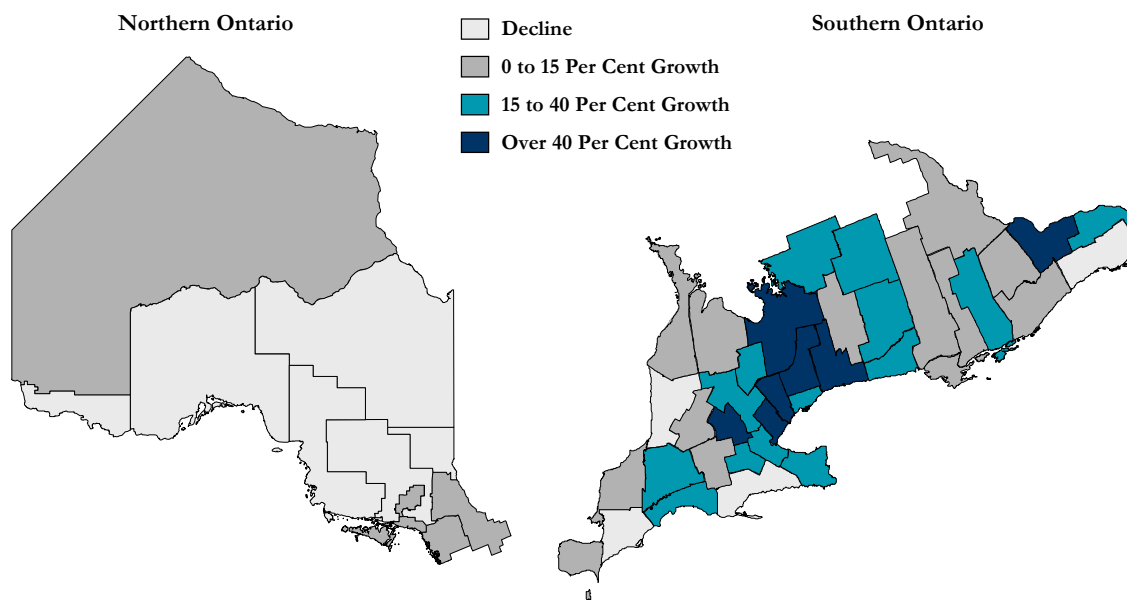 Northern Ontario
Decline
0 to 15 Per Cent Growth
15 to 40 Per Cent Growth
Over 40 Per Cent Growth
Southern Ontario